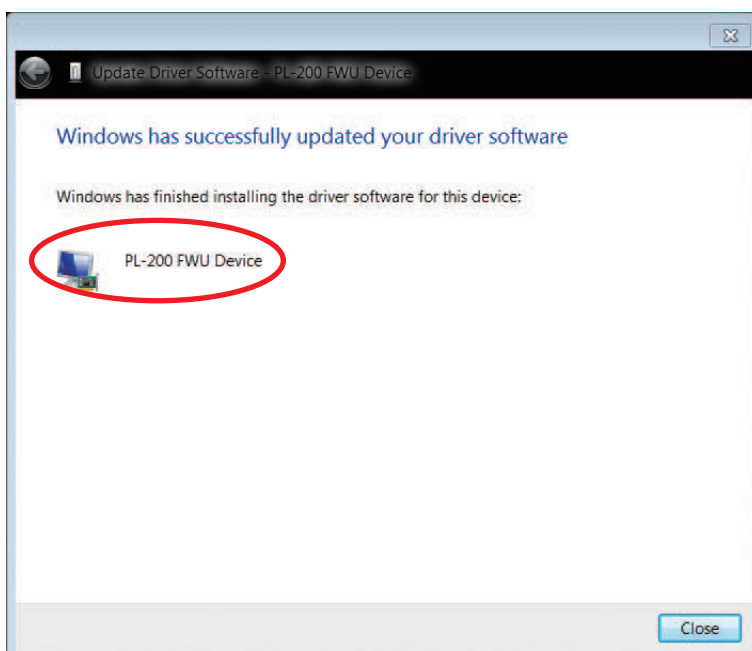 Update Driver Software - PL-200 FWU Device
Windows has successfully updated your driver software
Windows has finished installing the driver software for this device:
PL-200 FWU Device
Close